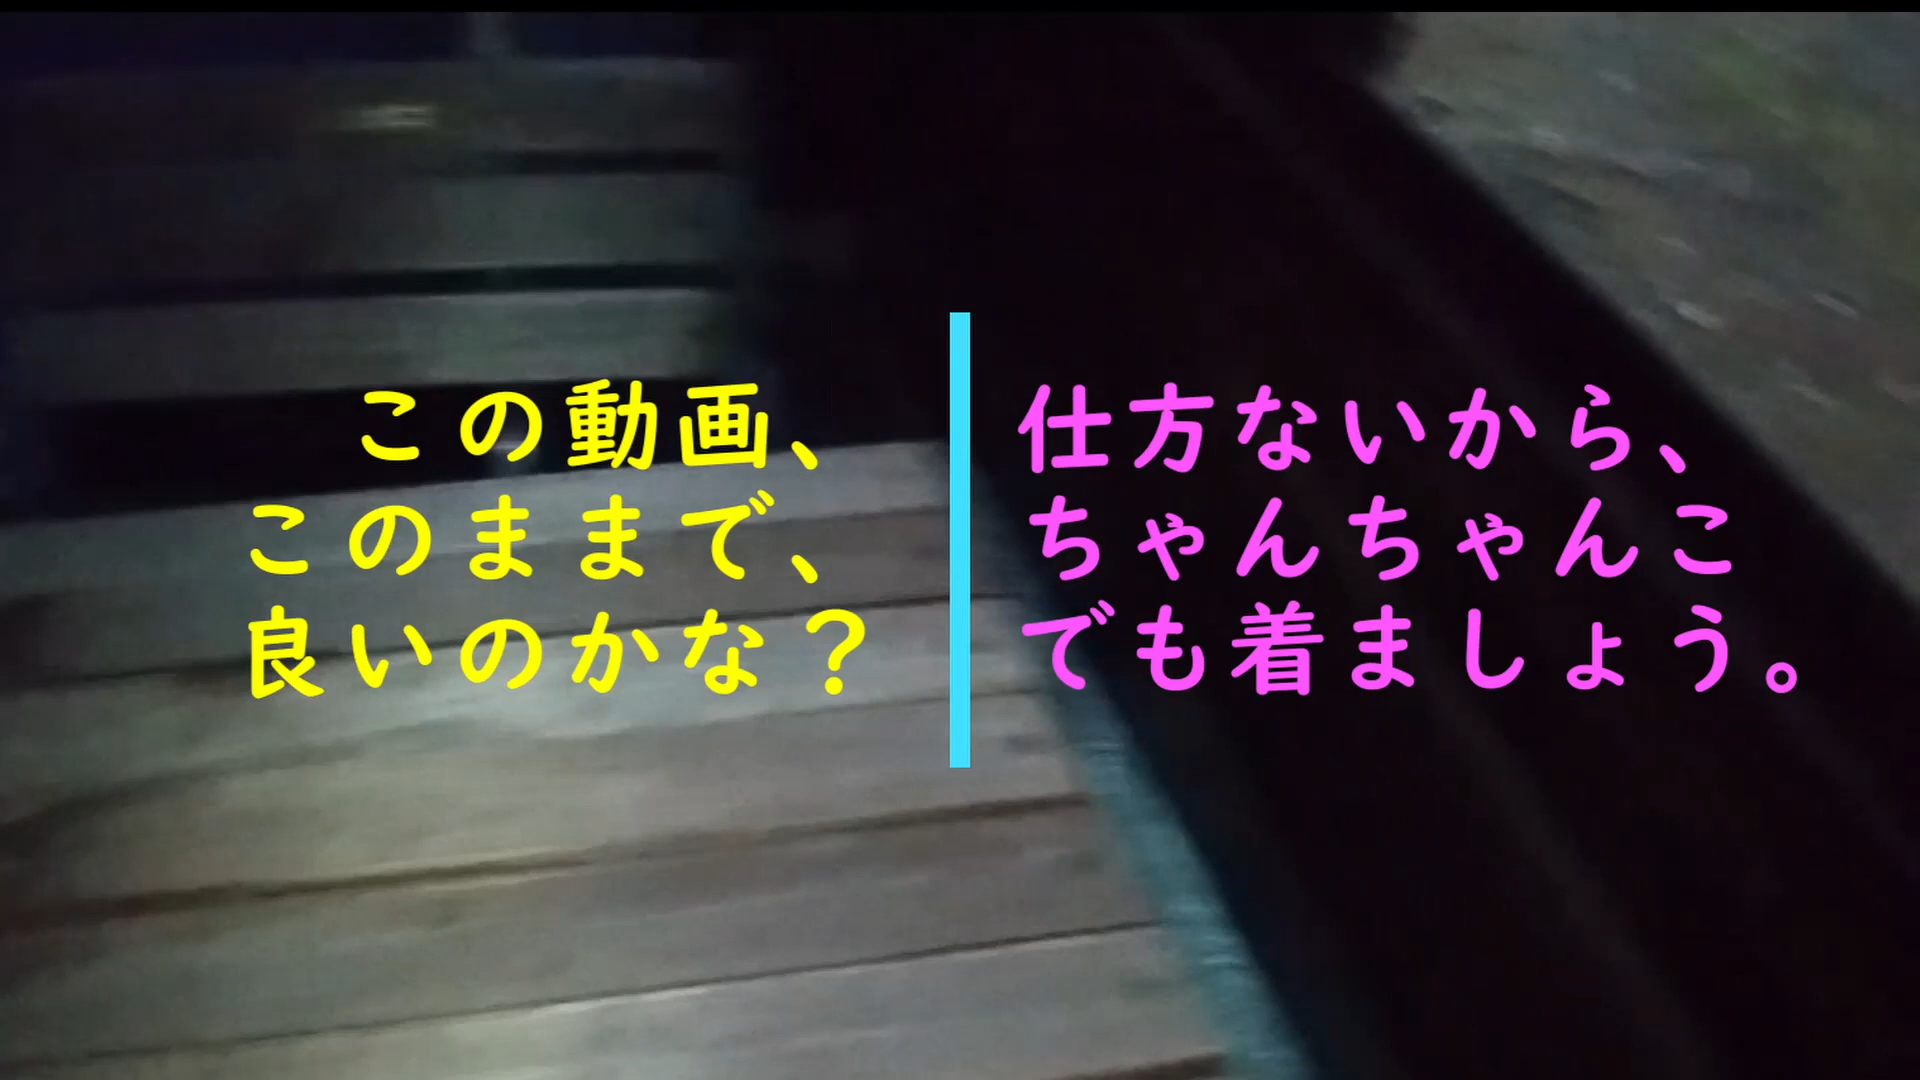 この動画、
このままで、
良いのかな？
仕方ないから、
ちゃんちゃんこ
でも着ましょう。